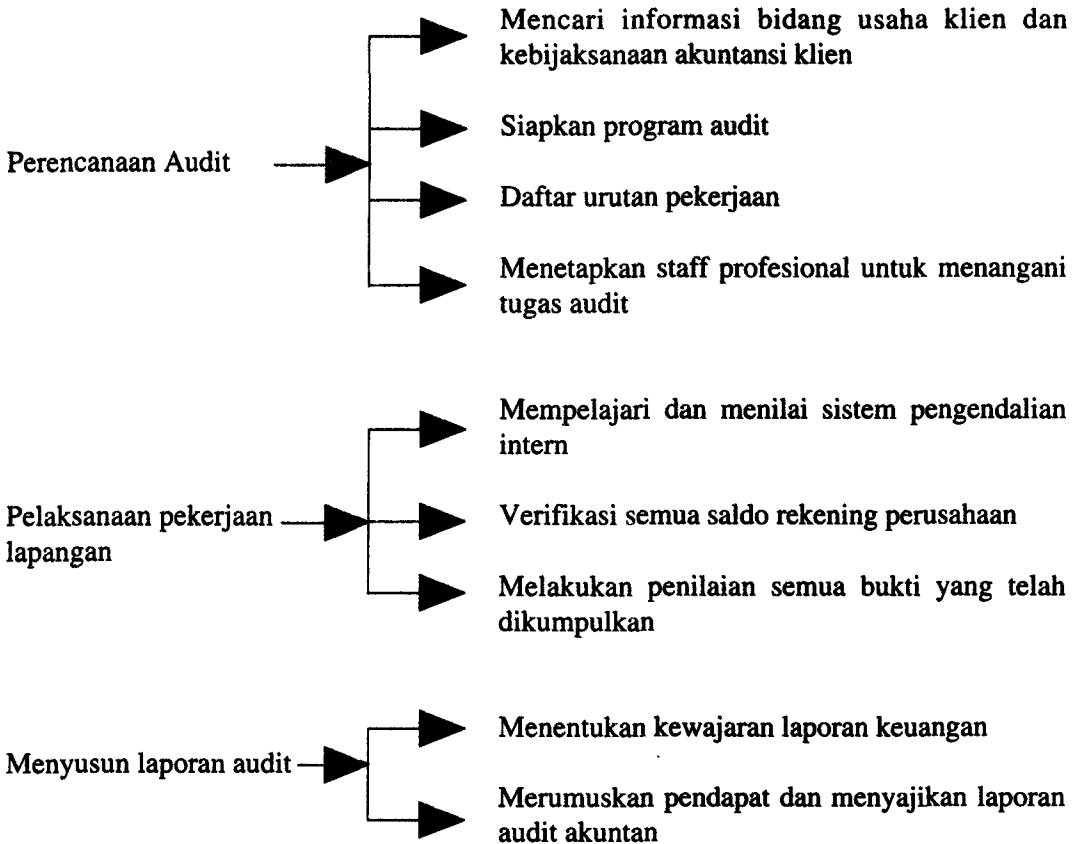 Perencanaan Audit
Mencari informasi bidang usaha klien dan
kebijaksanaan akuntansi klien
Siapkan program audit
Daftar urutan pekerjaan
Menetapkan staff profesional untuk menangani
tugas audit
Pelaksanaan pekerjaan
lapangan
Mempelajari dan menilai sistem pengendalian
intern
Verifikasi semua saldo rekening perusahaan
Melakukan penilaian semua bukti yang telah
dikumpulkan
Menyusun laporan audit
Menentukan kewajaran laporan keuangan
Merumuskan pendapat dan menyajikan laporan
audit akuntan